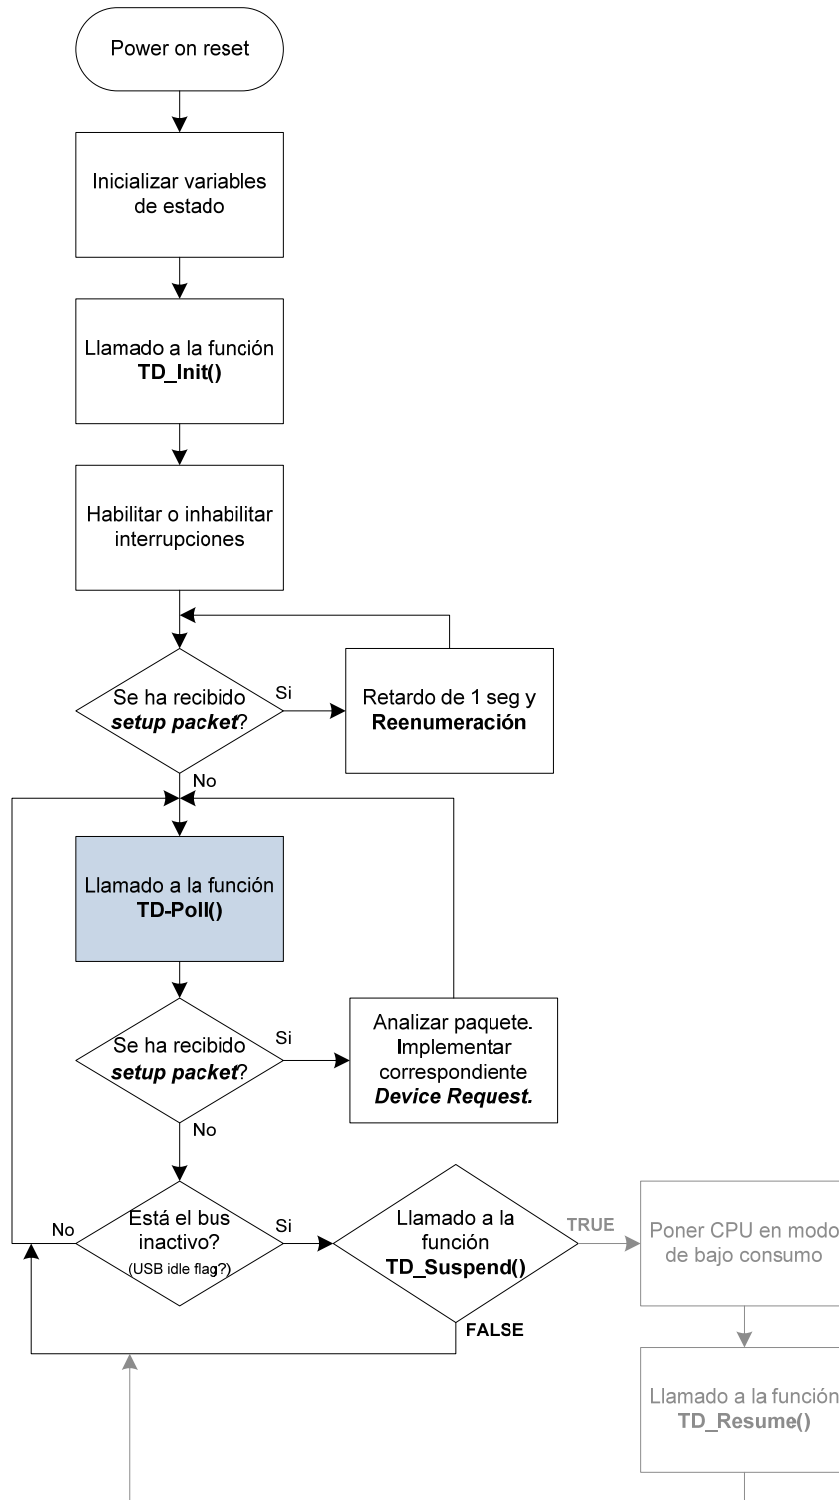 Power on reset
Inicializar variables
de estado
Llamado a la función
TD_Init()
Habilitar o inhabilitar
interrupciones
Se ha recibido
setup packet?
Si
Retardo de 1 seg y
Reenumeración
No
Llamado a la función
TD-Poll()
Se ha recibido
setup packet?
Si
Analizar paquete.
Implementar
correspondiente
Device Request.
No
Está el bus
inactivo?
(USB idle flag?)
No
Si
Llamado a la
función
TD_Suspend()
TRUE
FALSE
Poner CPU en modo
de bajo consumo
Llamado a la función
TD_Resume()